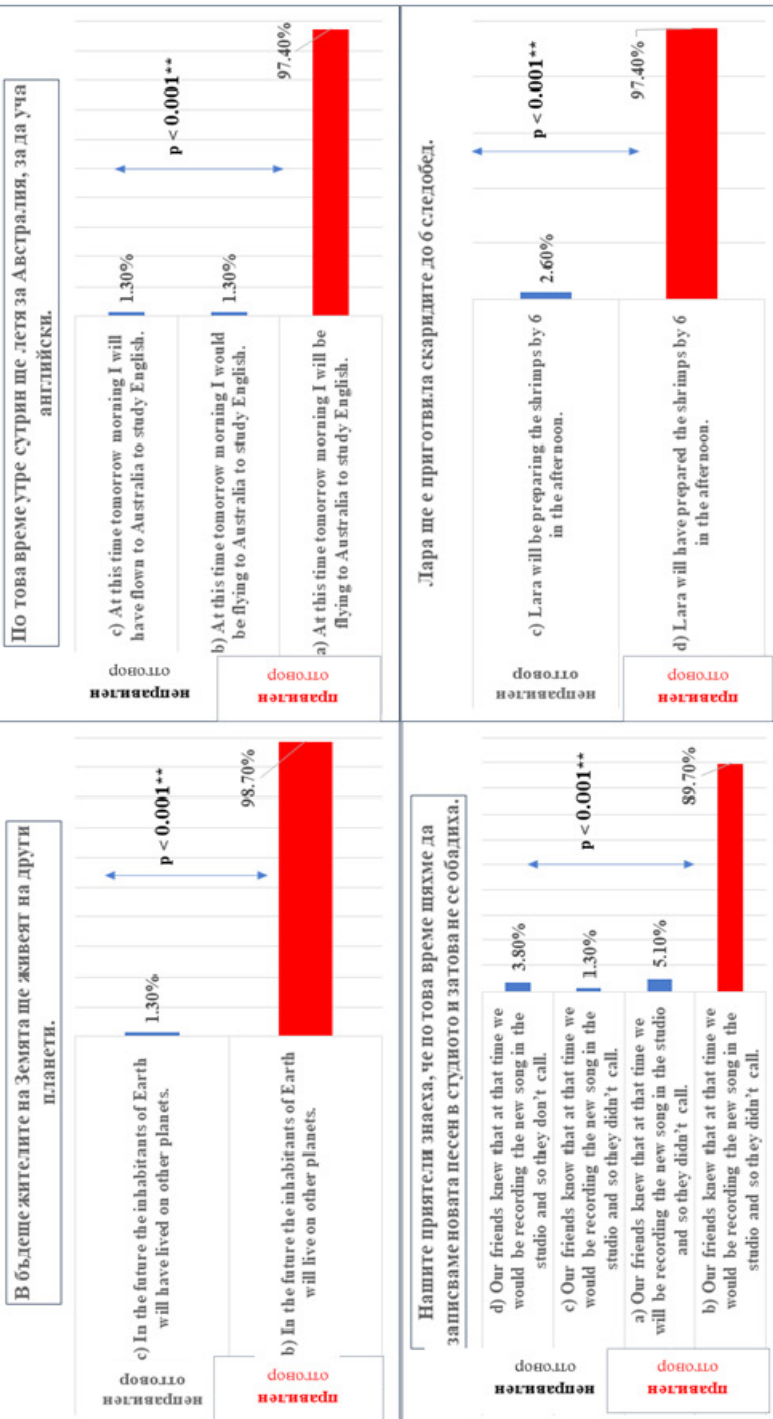 В бъдеще жителите на Земята ще живеят на други
планети.
неправилен
отговор
c) In the future the inhabitants of Earth
will have lived on other planets.
1.30%
p < 0.001**
правилен
отговор
b) In the future the inhabitants of Earth
will live on other planets.
98.70%
По това време утре сутрин ще летя за Австралия, за да уча
английски.
неправилен
отговор
c) At this time tomorrow morning I will
have flown to Australia to study English.
1.30%
b) At this time tomorrow morning I would
be flying to Australia to study English.
1.30%
p < 0.001**
правилен
отговор
a) At this time tomorrow morning I will be
flying to Australia to study English.
97.40%
Нашите приятели знаеха, че по това време щяхме да
записваме новата песен в студиото и затова не се обадиха.
неправилен
отговор
d) Our friends knew that at that time we
would be recording the new song in the
studio and so they don't call.
3.80%
c) Our friends know that at that time we
would be recording the new song in the
studio and so they didn't call.
1.30%
a) Our friends knew that at that time we
will be recording the new song in the studio
and so they didn't call.
5.10%
p < 0.001**
правилен
отговор
b) Our friends knew that at that time we
would be recording the new song in the
studio and so they didn't call.
89.70%
Лара ще е приготвила скаридите до 6 следобед.
неправилен
отговор
c) Lara will be preparing the shrimps by 6
in the afternoon.
2.60%
p < 0.001**
правилен
отговор
d) Lara will have prepared the shrimps by 6
in the afternoon.
97.40%